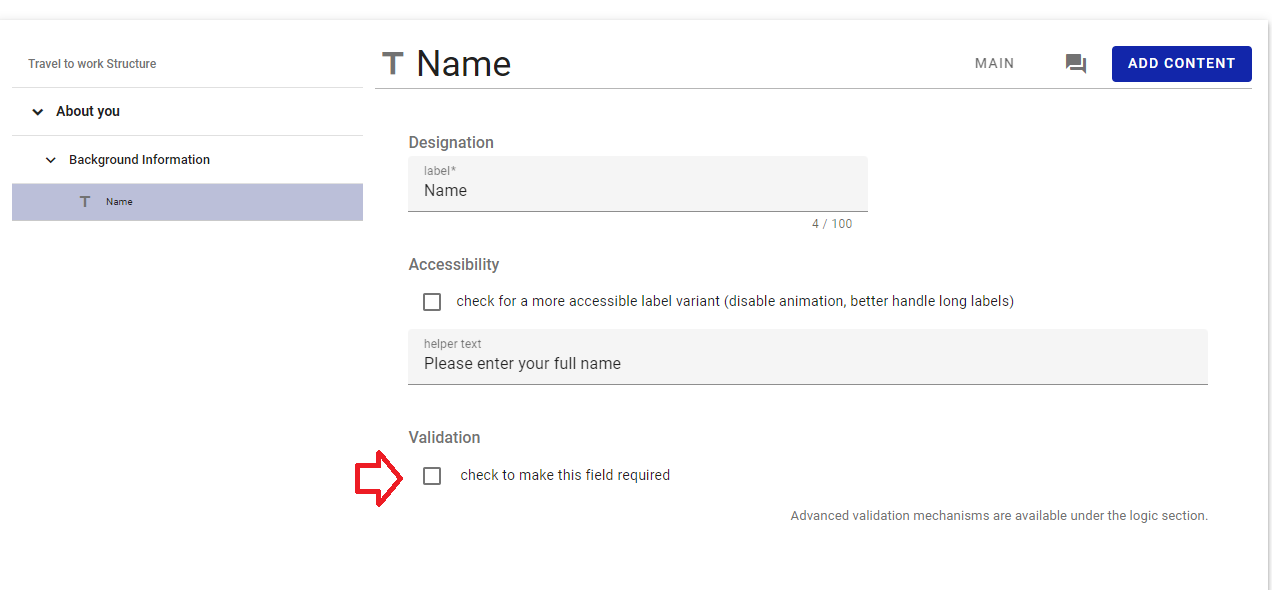 Travel to work Structure
About you
Background Information
T Name
T Name
MAIN
ADD CONTENT
Designation
label*
Name
4 / 100
Accessibility
check for a more accessible label variant (disable animation, better handle long labels)
helper text
Please enter your full name
Validation
check to make this field required
Advanced validation mechanisms are available under the logic section.